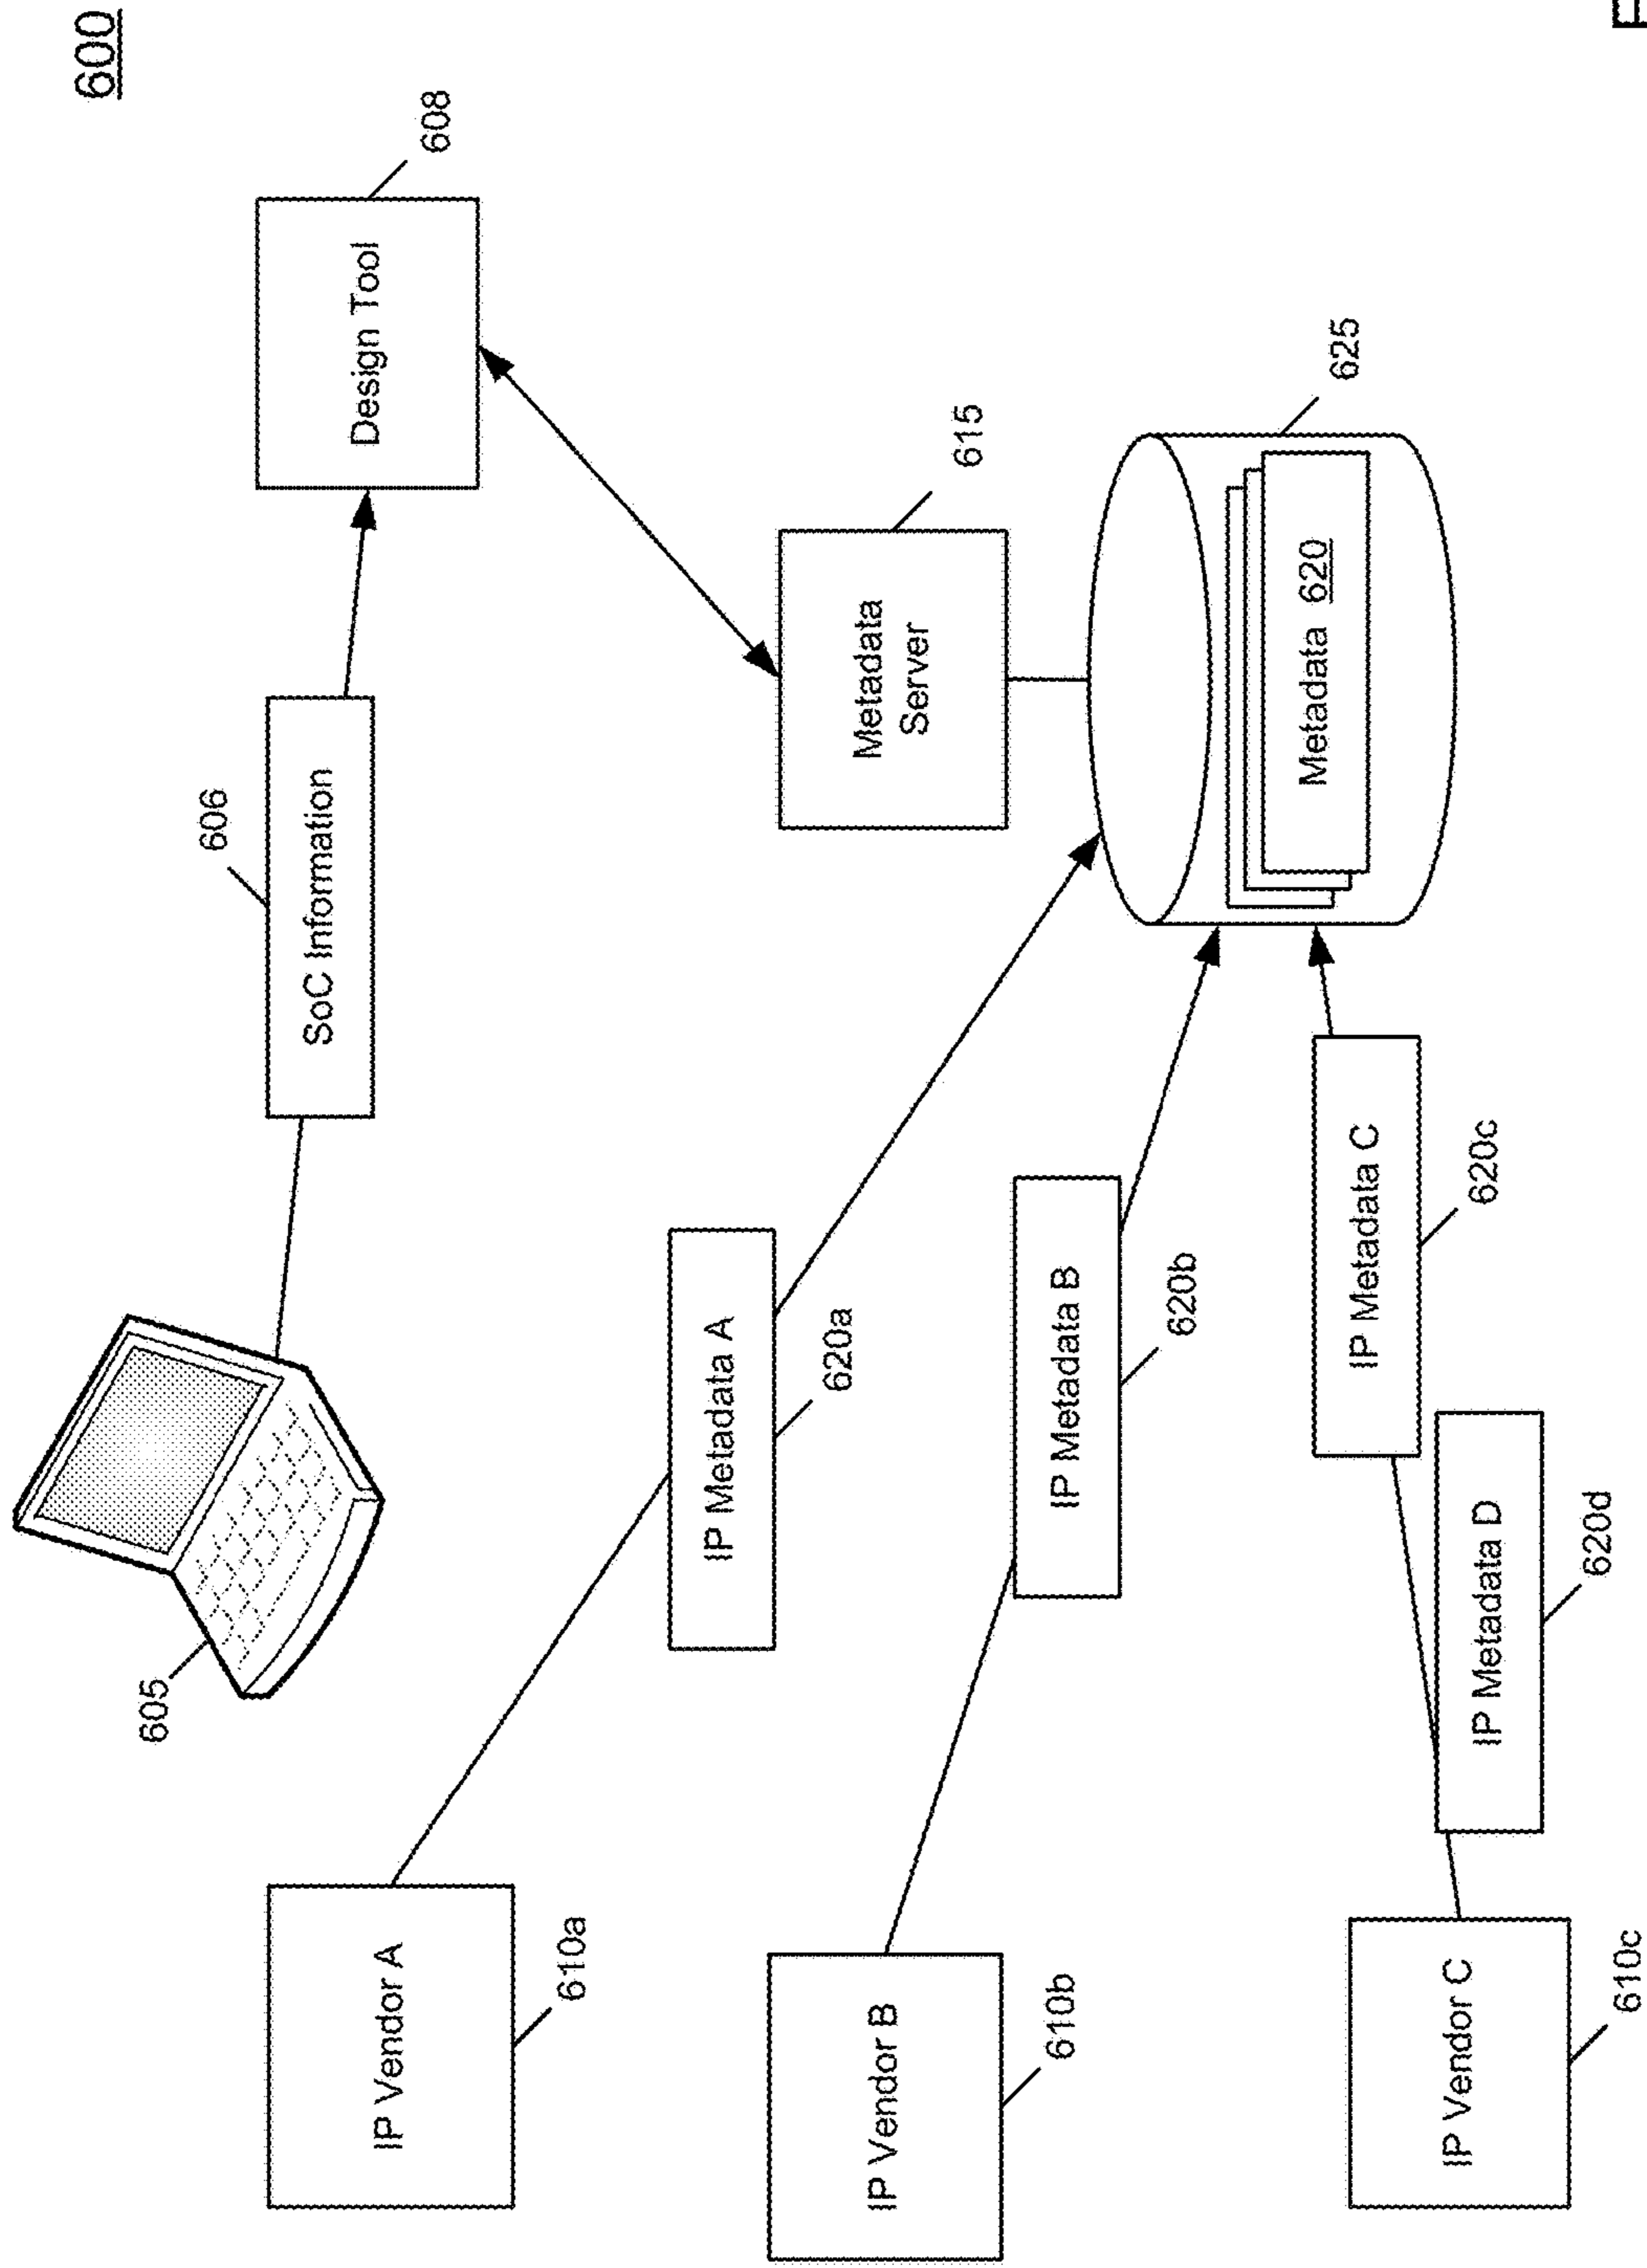 600
605
606
SoC Information
Design Tool
608
IP Vendor A
610a
IP Metadata A
620a
Metadata
Server
615
IP Vendor B
610b
IP Metadata B
620b
625
Metadata 620
IP Metadata C
620c
IP Metadata D
620d
IP Vendor C
610c